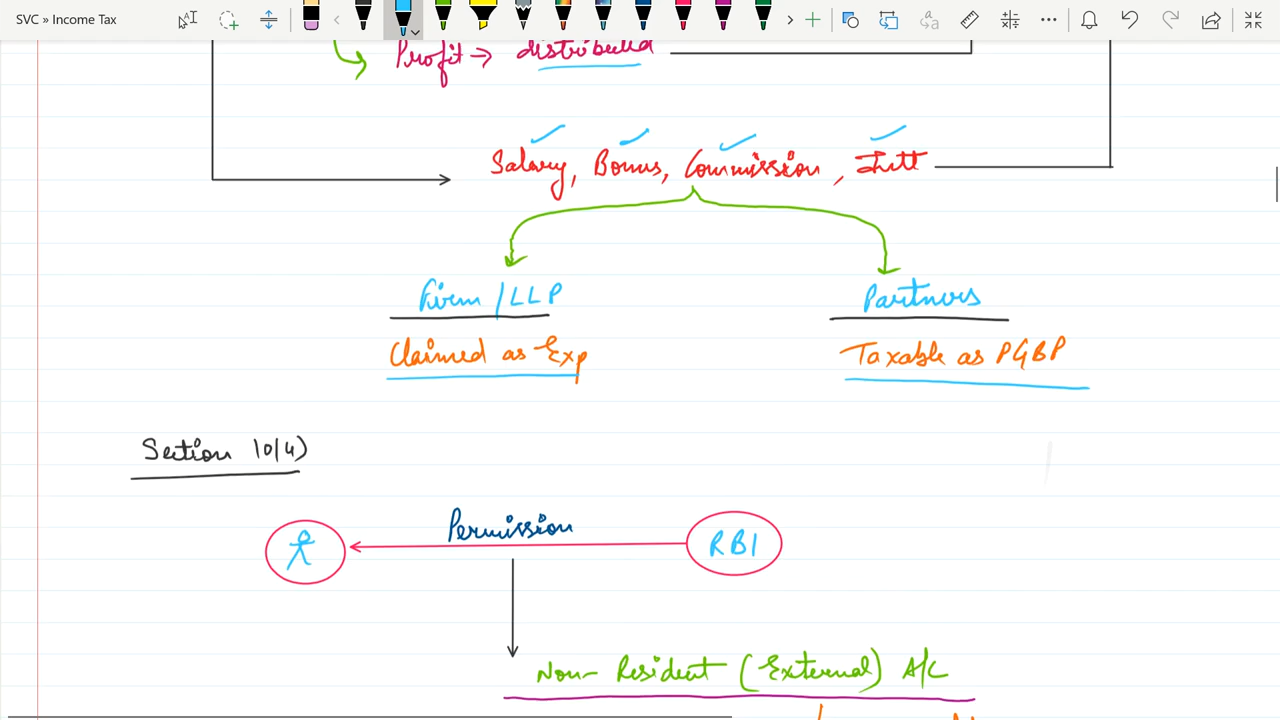 SVC » Income Tax
Profit → distributed
Salary, Bonus, Commission, Intt
Firm/LLP
Partners
Claimed as Exp
Taxable as PGBP
Section 10(4)
Permission
RBI
Non-Resident (External) A/C